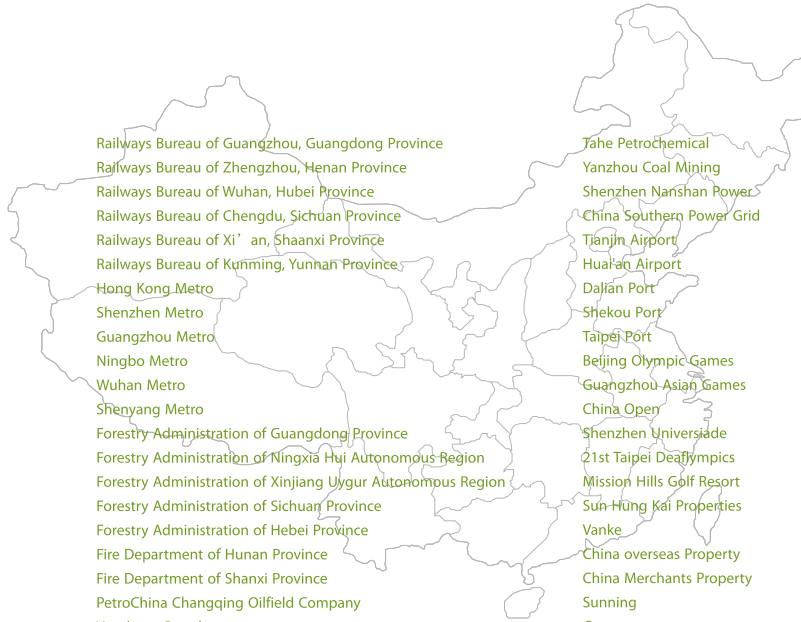 Railways Bureau of Guangzhou, Guangdong Province
Railways Bureau of Zhengzhou, Henan Province
Railways Bureau of Wuhan, Hubei Province
Railways Bureau of Chengdu, Sichuan Province
Railways Bureau of Xi’an, Shaanxi Province
Railways Bureau of Kunming, Yunnan Province
Hong Kong Metro
Shenzhen Metro
Guangzhou Metro
Ningbo Metro
Wuhan Metro
Shenyang Metro
Forestry Administration of Guangdong Province
Forestry Administration of Ningxia Hui Autonomous Region
Forestry Administration of Xinjiang Uygur Autonomous Region
Forestry Administration of Sichuan Province
Forestry Administration of Hebei Province
Fire Department of Hunan Province
Fire Department of Shanxi Province
PetroChina Changqing Oilfield Company
Tahe Petrochemical
Yanzhou Coal Mining
Shenzhen Nanshan Power
China Southern Power Grid
Tianjin Airport
Huai'an Airport
Dalian Port
Shekou Port
Taipei Port
Beijing Olympic Games
Guangzhou Asian Games
China Open
Shenzhen Universiade
21st Taipei Deaflympics
Mission Hills Golf Resort
Sun Hung Kai Properties
Vanke
China overseas Property
China Merchants Property
Sunning